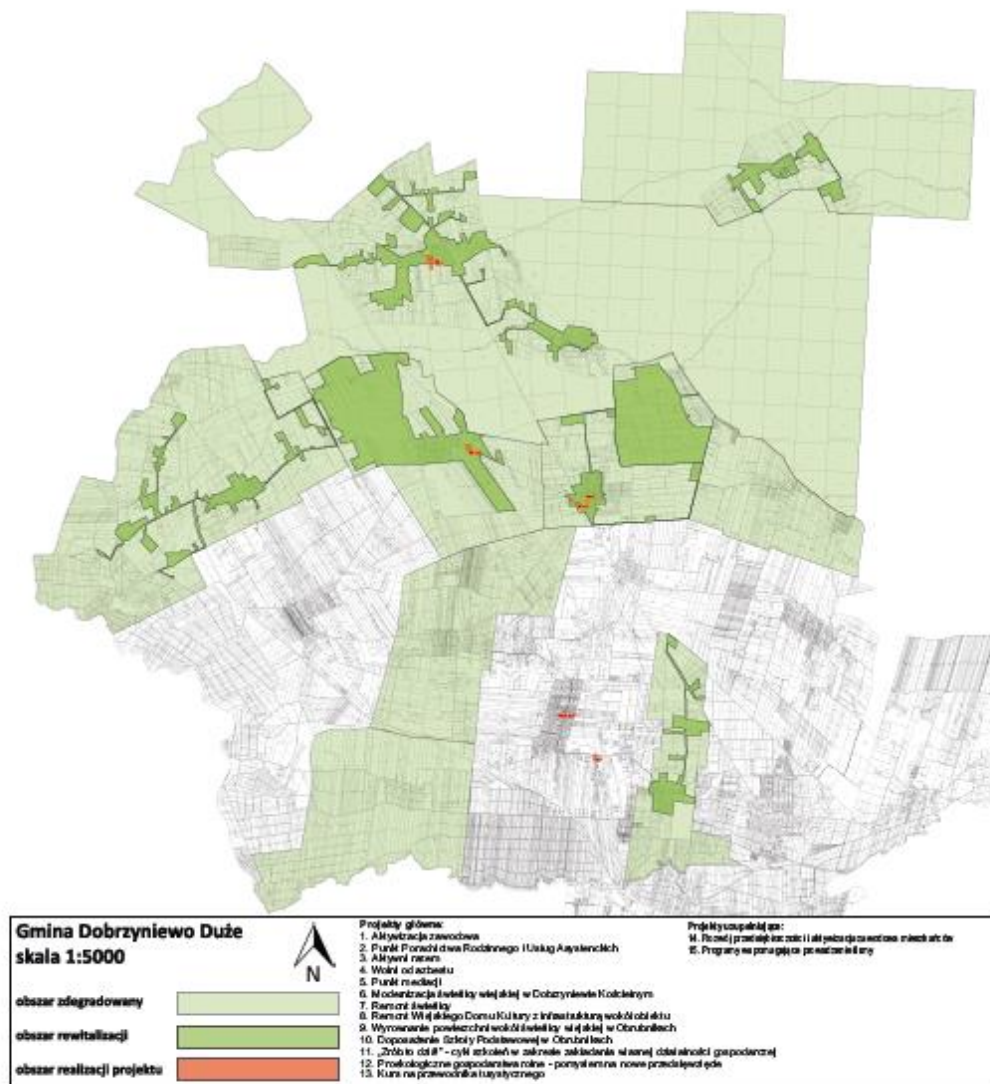 Gmina Dobrzyniewo Duże
skala 1:5000
N
obszar zdegradowany
obszar rewitalizacji
obszar realizacji projektu
Projekty główne:
1. Aktywizacja zawodowa
2. Punkt Poradnictwa Rodzinnego i Usług Asystenckich
3. Aktywni razem
4. Wolni od azbestu
5. Punkt mediacji
6. Modernizacja świetlicy wiejskiej w Dobrzyniewie Kościelnym
7. Remont świetlicy
8. Remont Wiejskiego Domu Kultury z infrastrukturą wokół obiektu
9. Wyrównanie powierzchni wokół świetlicy wiejskiej w Obrubnikach
10. Doposażenie Szkoły Podstawowej w Obrubnikach
11. „Zrób to dziś" - cykl szkoleń w zakresie zakładania własnej działalności gospodarczej
12. Proekologiczne gospodarstwa rolne - pomysłem na nowe przedsięwzięcie
13. Kurs na przewodnika turystycznego
Projekty uzupełniające:
14. Rozwój przedsiębiorczości i aktywizacja zawodowa mieszkańców
15. Programy wspomagające